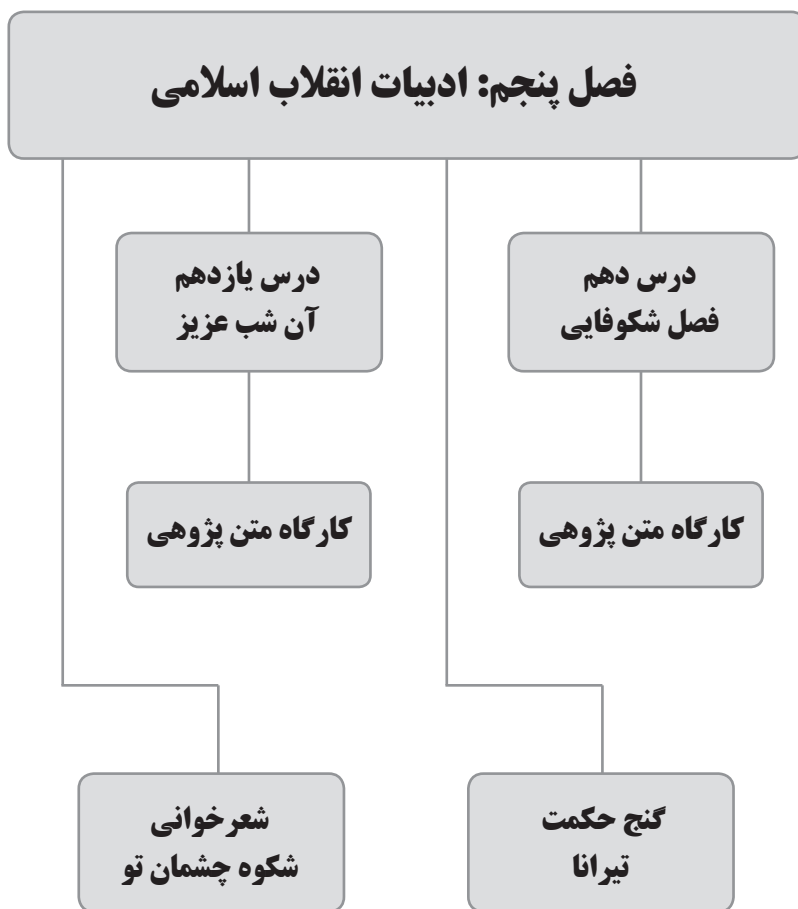 فصل پنجم: ادبیات انقلاب اسلامی
درس دهم
فصل شکوفایی
کارگاه متن پژوهی
گنج حکمت
تیرانا
درس یازدهم
آن شب عزیز
کارگاه متن پژوهی
شعرخوانی
شکوه چشمان تو